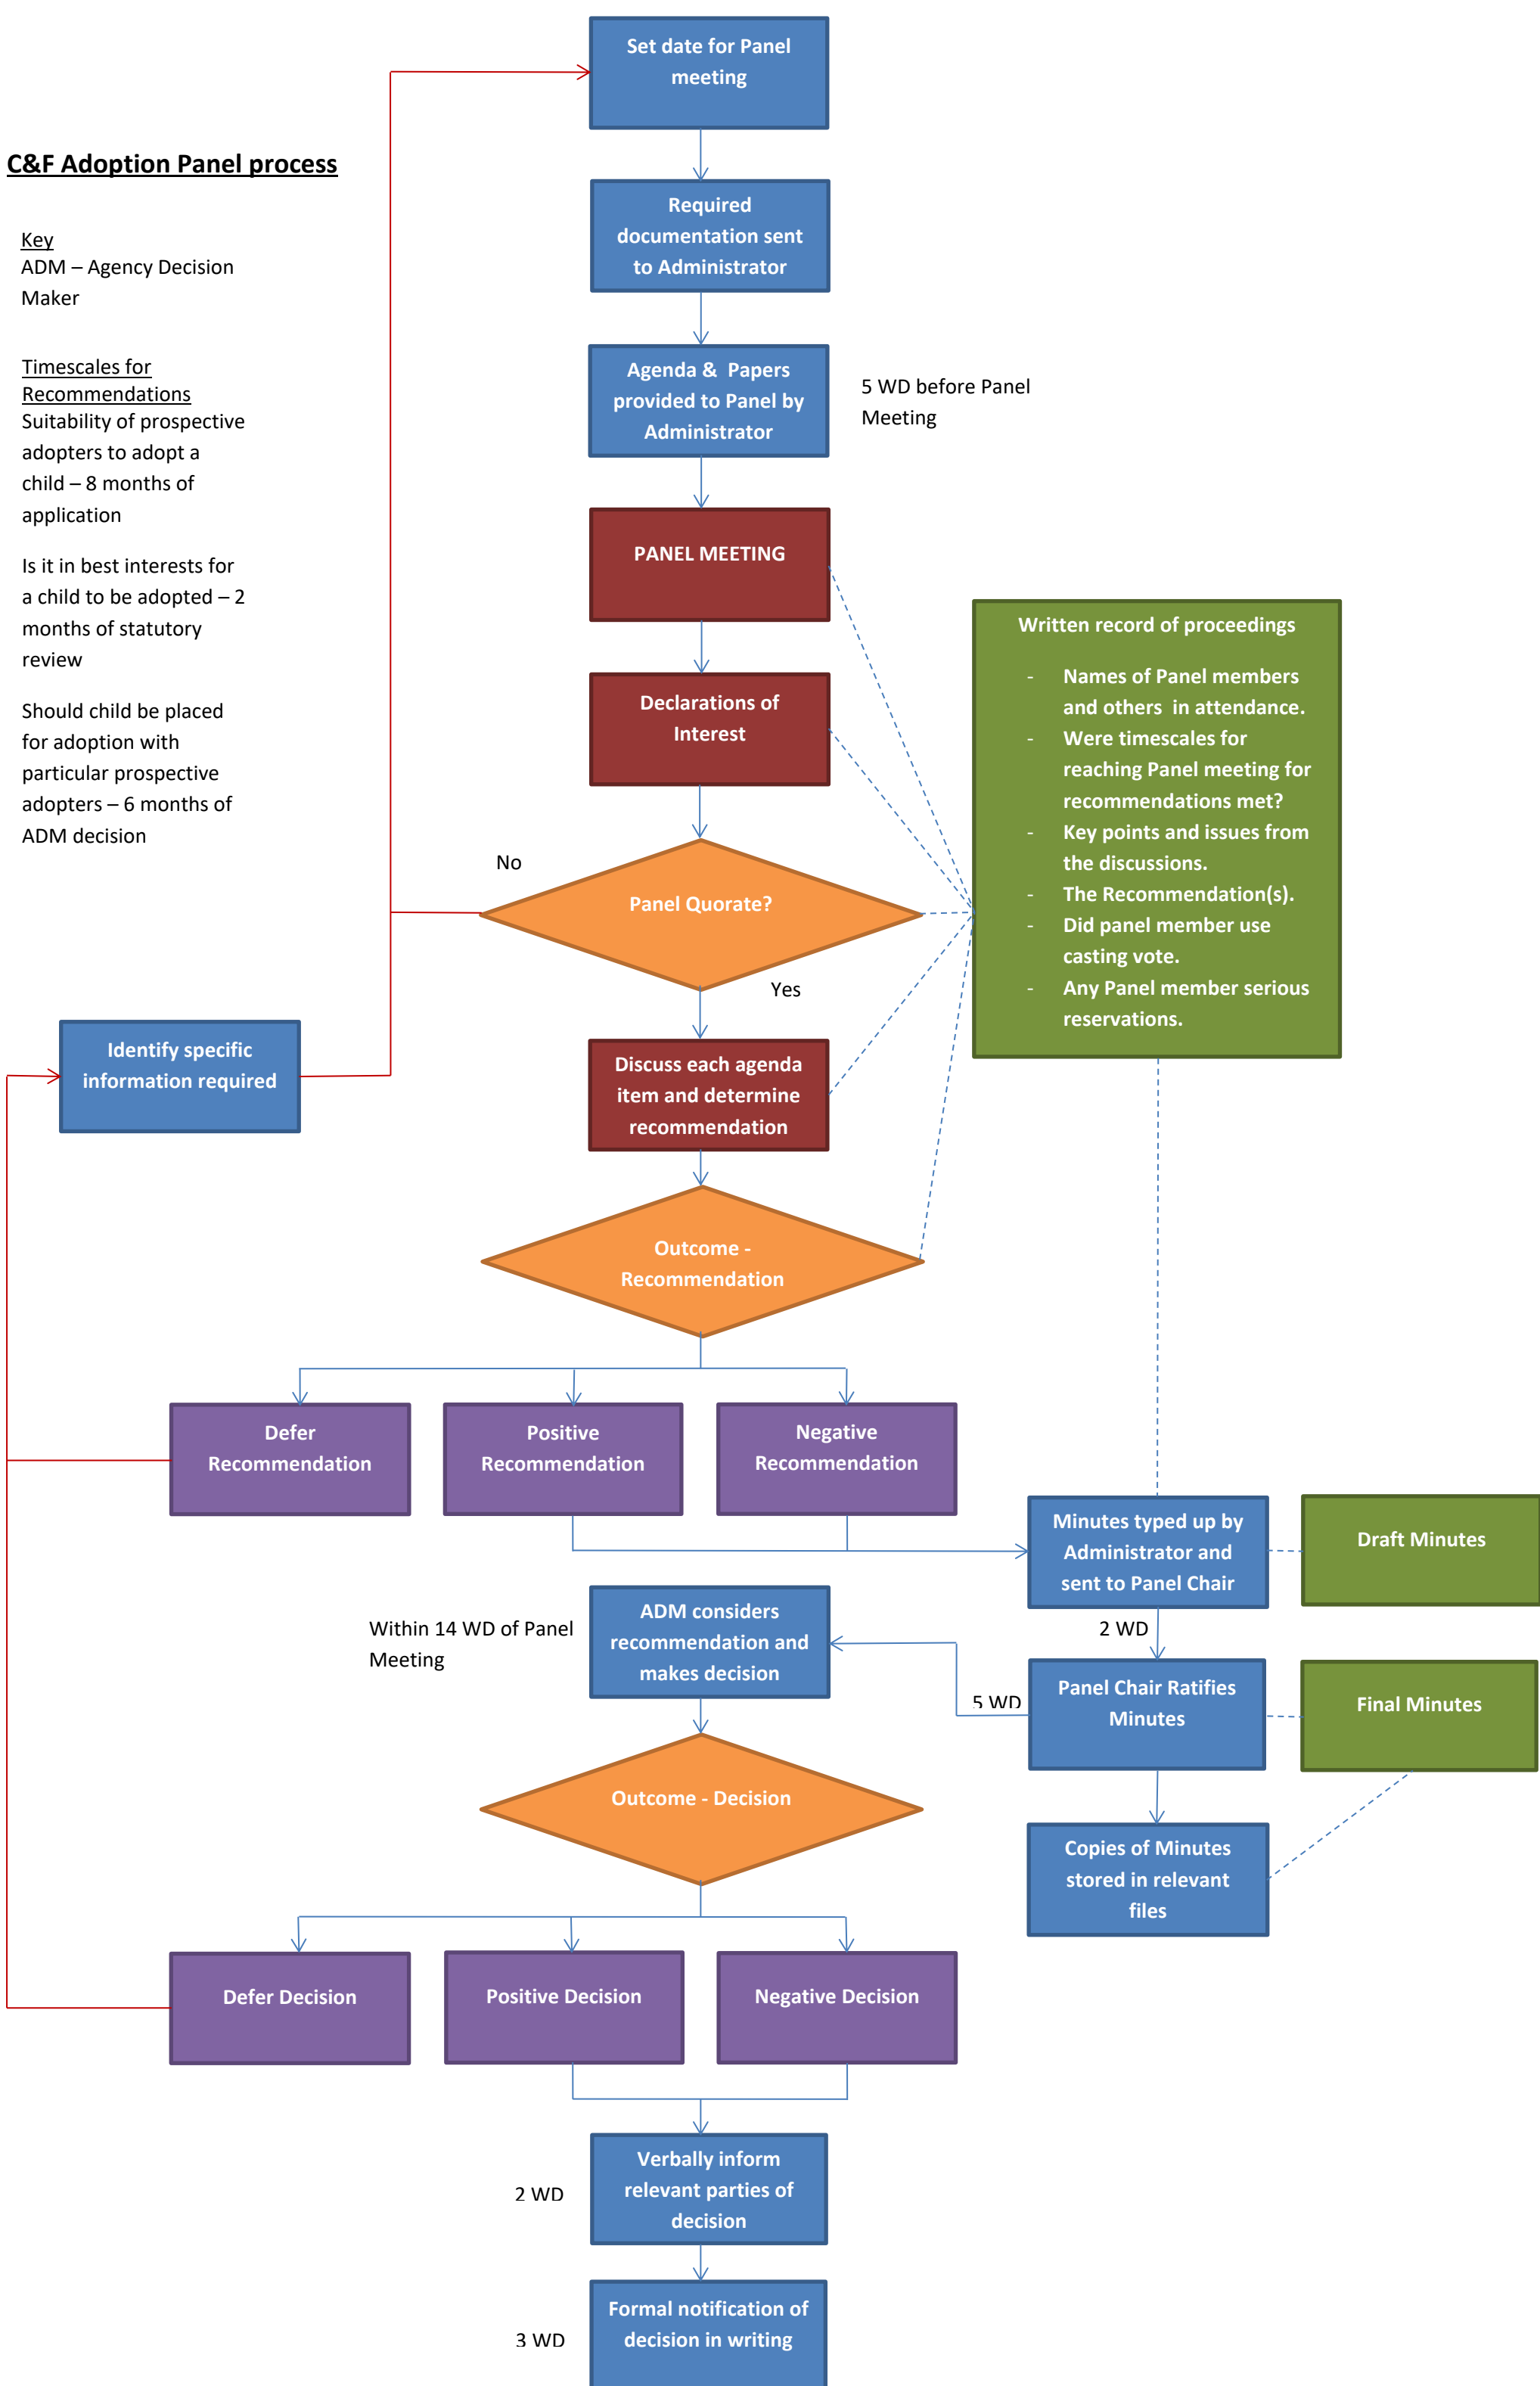 C&F Adoption Panel process
Key
ADM – Agency Decision
Maker
Timescales for
Recommendations
Suitability of prospective
adopters to adopt a
child – 8 months of
application
Is it in best interests for
a child to be adopted – 2
months of statutory
review
Should child be placed
for adoption with
particular prospective
adopters – 6 months of
ADM decision
Set date for Panel
meeting
Required
documentation sent
to Administrator
Agenda & Papers
provided to Panel by
Administrator
5 WD before Panel
Meeting
PANEL MEETING
Declarations of
Interest
Panel Quorate?
No
Yes
Written record of proceedings
- Names of Panel members
and others in attendance.
- Were timescales for
reaching Panel meeting for
recommendations met?
- Key points and issues from
the discussions.
- The Recommendation(s).
- Did panel member use
casting vote.
- Any Panel member serious
reservations.
Identify specific
information required
Discuss each agenda
item and determine
recommendation
Outcome -
Recommendation
Defer
Recommendation
Positive
Recommendation
Negative
Recommendation
Minutes typed up by
Administrator and
sent to Panel Chair
Draft Minutes
2 WD
Panel Chair Ratifies
Minutes
Final Minutes
5 WD
Copies of Minutes
stored in relevant
files
Within 14 WD of Panel
Meeting
ADM considers
recommendation and
makes decision
Outcome - Decision
Defer Decision
Positive Decision
Negative Decision
2 WD
Verbally inform
relevant parties of
decision
3 WD
Formal notification of
decision in writing